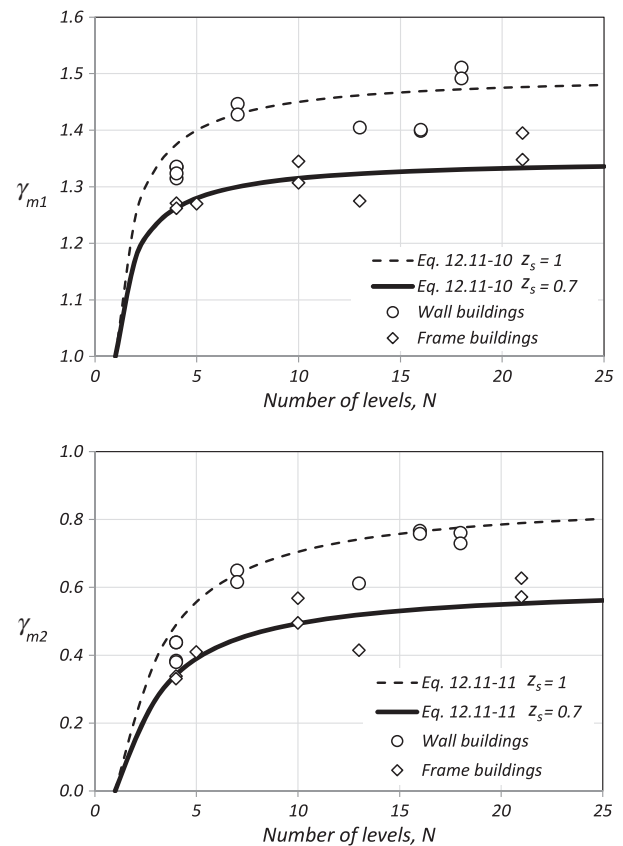 1.6
1.5
1.4
1.3
1.2
1.1
1.0
γm1
Eq. 12.11-10 zs = 1
Eq. 12.11-10 zs = 0.7
Wall buildings
Frame buildings
0 5 10 15 20 25
Number of levels, N
1.0
0.8
0.6
0.4
0.2
0.0
γm2
Eq. 12.11-11 zs = 1
Eq. 12.11-11 zs = 0.7
Wall buildings
Frame buildings
0 5 10 15 20 25
Number of levels, N